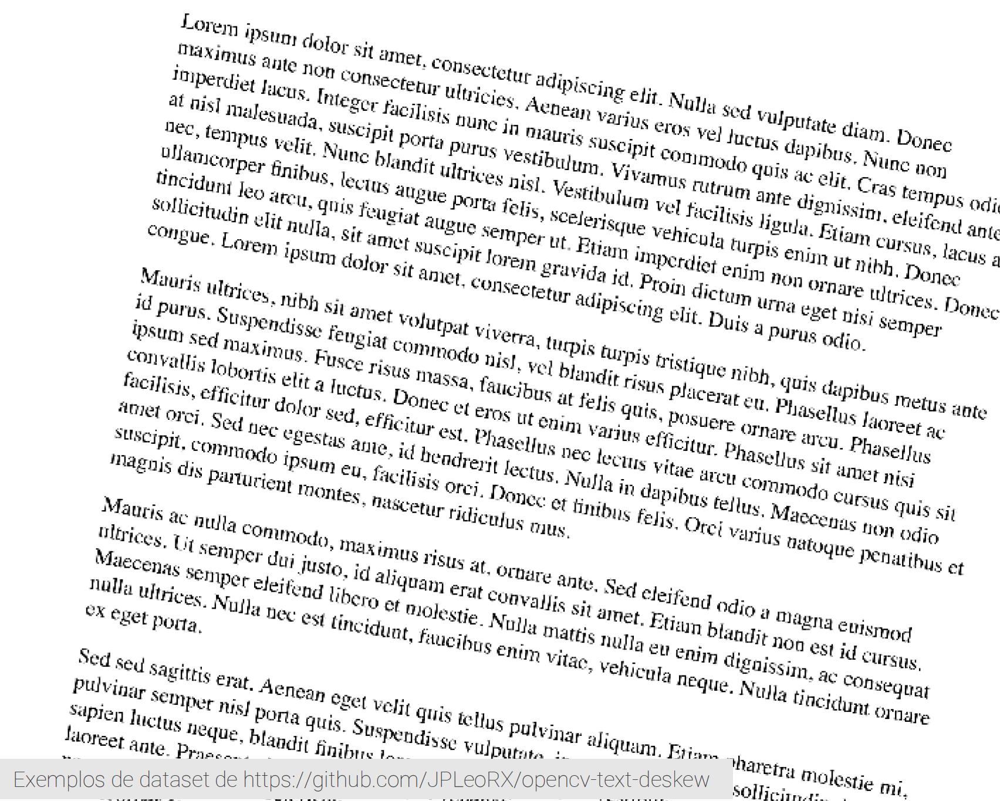 Lorem ipsum dolor sit amet, consectetur adipiscing elit. Nulla sed vulputate diam. Donec
maximus ante non consectetur ultricies. Aenean varius eros vel luctus dapibus. Nunc non
imperdiet lacus. Integer facilisis nunc in mauris suscipit commodo quis ac elit. Cras tempus odio
at nisl malesuada, suscipit porta purus vestibulum. Vivamus rutrum ante dignissim, eleifend ante
nec, tempus velit. Nunc blandit ultrices nisl. Vestibulum vel facilisis ligula. Etiam cursus, lacus a
ullamcorper finibus, lectus augue porta felis, scelerisque vehicula turpis enim ut nibh. Donec
tincidunt leo arcu, quis feugiat augue semper ut. Etiam imperdiet enim non ornare ultrices. Donec
sollicitudin elit nulla, sit amet suscipit lorem gravida id. Proin dictum urna eget nisi semper
congue. Lorem ipsum dolor sit amet, consectetur adipiscing elit. Duis a purus odio.
Mauris ultrices, nibh sit amet volutpat viverra, turpis turpis tristique nibh, quis dapibus metus ante
id purus. Suspendisse feugiat commodo nisl, vel blandit risus placerat eu. Phasellus laoreet ac
ipsum sed maximus. Fusce risus massa, faucibus at felis quis, posuere ornare arcu. Phasellus
convallis lobortis elit a luctus. Donec et eros ut enim varius efficitur. Phasellus sit amet nisi
facilisis, efficitur dolor sed, efficitur est. Phasellus nec lectus vitae arcu commodo cursus quis sit
amet orci. Sed nec egestas ante, id hendrerit lectus. Nulla in dapibus tellus. Maecenas non odio
suscipit, commodo ipsum eu, facilisis orci. Donec et finibus felis. Orci varius natoque penatibus et
magnis dis parturient montes, nascetur ridiculus mus.
Mauris ac nulla commodo, maximus risus at, ornare ante. Sed eleifend odio a magna euismod
ultrices. Ut semper dui justo, id aliquam erat convallis sit amet. Etiam blandit non est id cursus.
Maecenas semper eleifend libero et molestie. Nulla mattis nulla eu enim dignissim, ac consequat
nulla ultrices. Nulla nec est tincidunt, faucibus enim vitae, vehicula neque. Nulla tincidunt ornare
ex eget porta.
Sed sed sagittis erat. Aenean eget velit quis tellus pulvinar aliquam. Etiam pharetra molestie mi,
pulvinar semper nisl porta quis. Suspendisse vulputate,
sapien luctus neque, blandit finibus
laoreet ante.
Exemplos de dataset de https://github.com/JPLeoRX/opencv-text-deskew